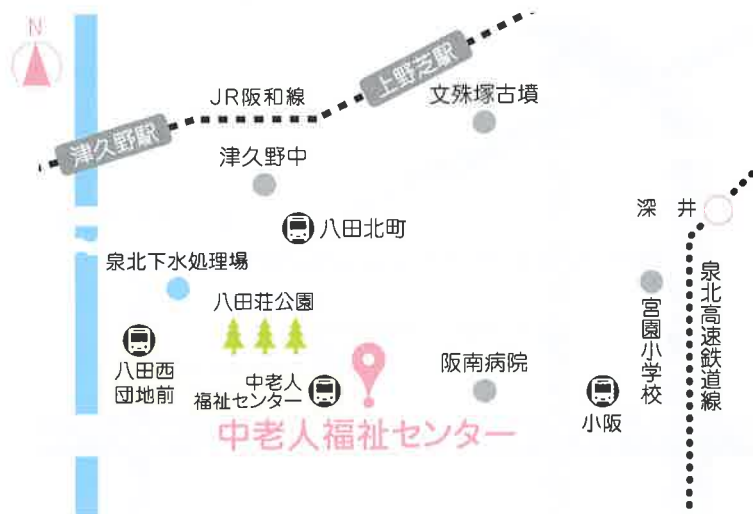 N
JR阪和線
上野芝駅
文殊塚古墳
津久野駅
津久野中
八田北町
深井
泉北下水処理場
八田荘公園
宮園小学校
泉北高速鉄道線
八田西
団地前
中老人
福祉センター
阪南病院
小阪
中老人福祉センター